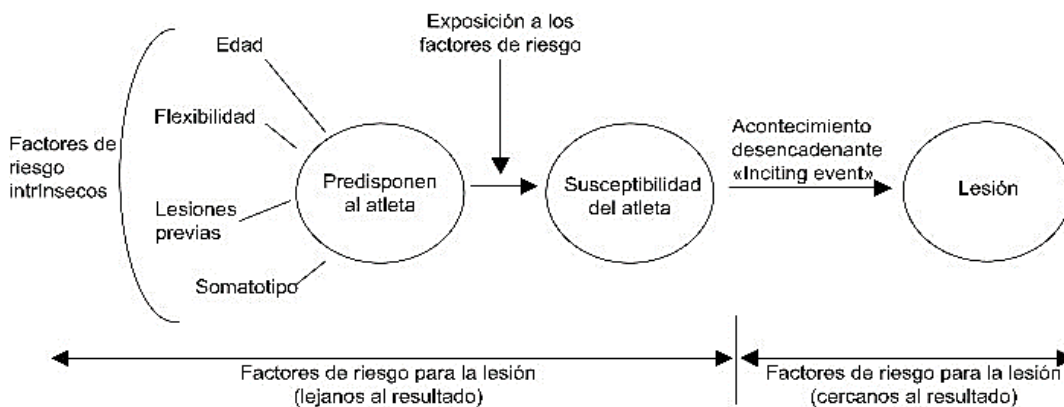 Exposición a los
factores de riesgo
Edad
Flexibilidad
Factores de
riesgo
intrínsecos
Lesiones
previas
Somatotipo
Predisponen
al atleta
Susceptibilidad
del atleta
Acontecimiento
desencadenante
«Inciting event»
Lesión
Factores de riesgo para la lesión
(lejanos al resultado)
Factores de riesgo para la lesión
(cercanos al resultado)